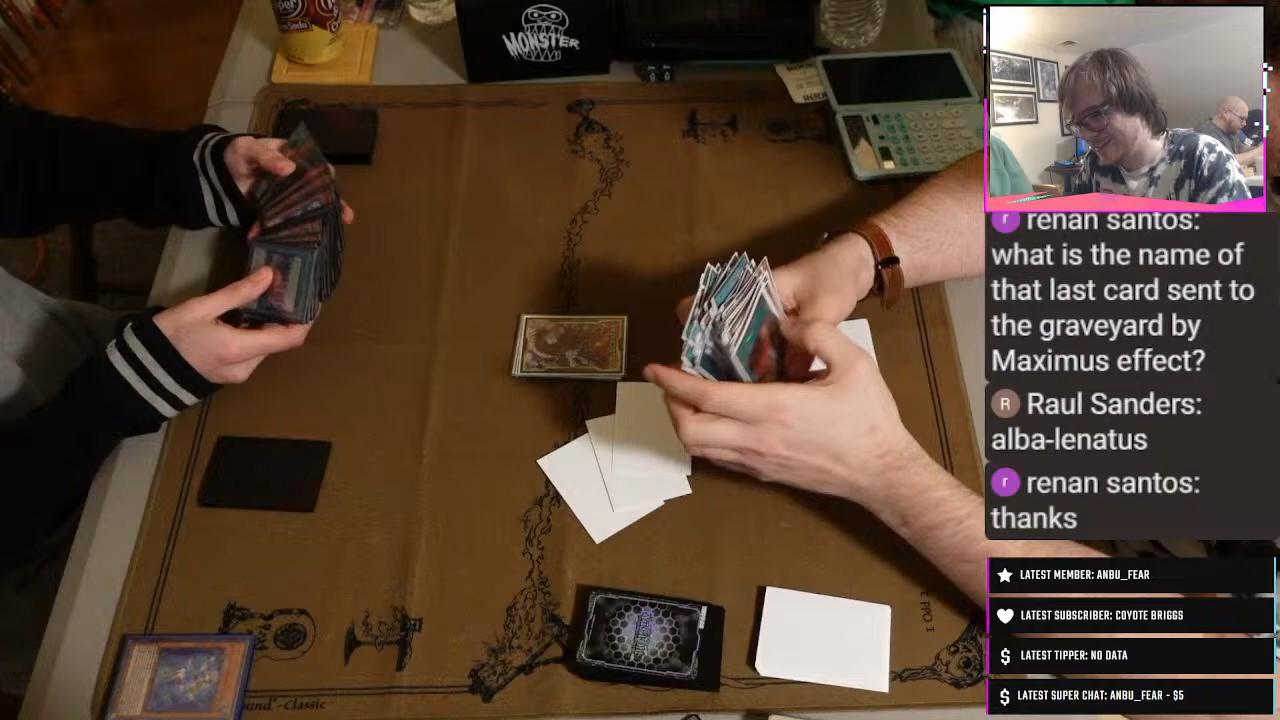 MONSTER
renan santos:
what is the name of
that last card sent to
the graveyard by
Maximus effect?
R Raul Sanders:
alba-lenatus
r renan santos:
thanks
LATEST MEMBER: ANBU_FEAR
LATEST SUBSCRIBER: COYOTE BRIGGS
$ LATEST TIPPER: NO DATA
$ LATEST SUPER CHAT: ANBU_FEAR - $5
ound"-Classic